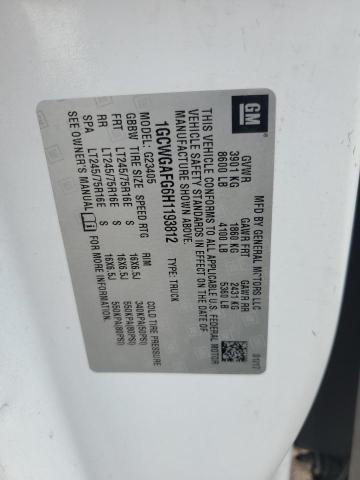 GM
MFD BY GENERAL MOTORS LLC 01/17
GVWR GAWR FRT GAWR RR
3901 KG 1860 KG 2431 KG
8600 LB 4100 LB 5360 LB
THIS VEHICLE CONFORMS TO ALL APPLICABLE U.S. FEDERAL MOTOR
VEHICLE SAFETY STANDARDS IN EFFECT ON THE DATE OF
MANUFACTURE SHOWN ABOVE.
1GCWGAFG6H1193812 TYPE: TRUCK
G23405
GBBW TIRE SIZE SPEED RTG RIM COLD TIRE PRESSURE
FRT LT245/75R16E S 16X6.5J 340KPA(50PSI)
RR LT245/75R16E S 16X6.5J 550KPA(80PSI)
SPA LT245/75R16E S 16X6.5J 550KPA(80PSI)
SEE OWNER'S MANUAL FOR MORE INFORMATION.